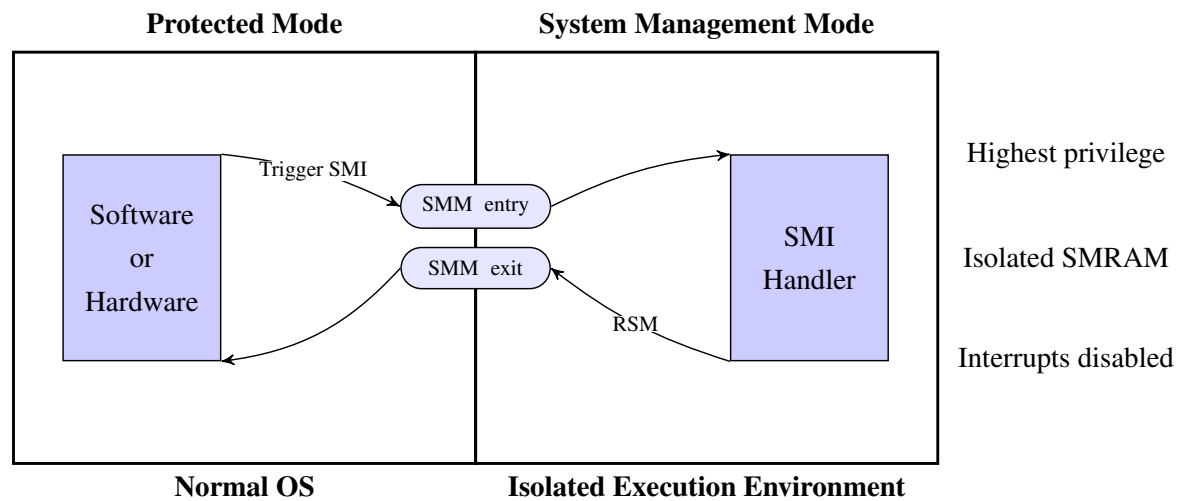 Protected Mode
System Management Mode
Highest privilege
Trigger SMI
SMM entry
Software
or
Hardware
SMI
Handler
Isolated SMRAM
SMM exit
RSM
Interrupts disabled
Normal OS
Isolated Execution Environment